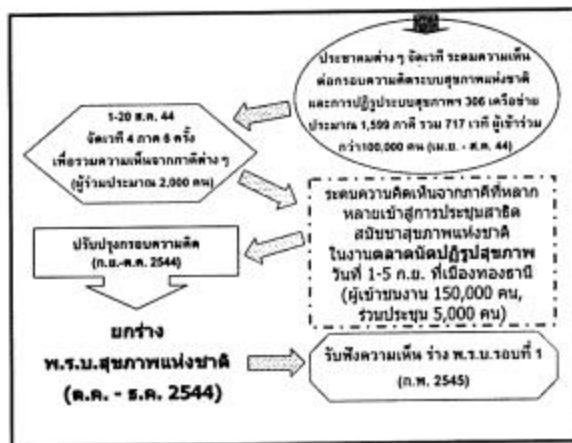 ประชาคมต่าง ๆ จัดเวที ระดมความเห็น
ต่อกรอบความคิดระบบสุขภาพแห่งชาติ
และการปฏิรูประบบสุขภาพฯ 306 เครือข่าย
ประมาณ 1,599 ภาคี รวม 717 เวที ผู้เข้าร่วม
กว่า100,000 คน (เม.ย. - ส.ค. 44)
1-20 ส.ค. 44
จัดเวที 4 ภาค 6 ครั้ง
เพื่อรวมความเห็นจากภาคีต่าง ๆ
(ผู้ร่วมประมาณ 2,000 คน)
ระดมความคิดเห็นจากภาคีที่หลาก
หลายเข้าสู่การประชุมสาธิต
สมัชชาสุขภาพแห่งชาติ
ในงานตลาดนัดปฏิรูปสุขภาพ
วันที่ 1-5 ก.ย. ที่เมืองทองธานี
(ผู้เข้าชมงาน 150,000 คน,
ร่วมประชุม 5,000 คน)
ปรับปรุงกรอบความคิด
(ก.ย.-ต.ค. 2544)
ยกร่าง
พ.ร.บ.สุขภาพแห่งชาติ
(ต.ค. - ธ.ค. 2544)
รับฟังความเห็น ร่าง พ.ร.บ.รอบที่ 1
(ก.พ. 2545)